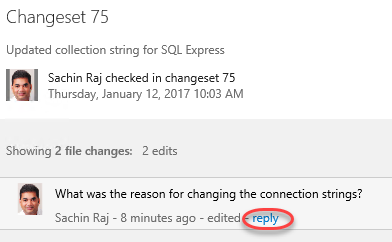 Changeset 75
Updated collection string for SQL Express
Sachin Raj checked in changeset 75
Thursday, January 12, 2017 10:03 AM
Showing 2 file changes: 2 edits
What was the reason for changing the connection strings?
Sachin Raj - 8 minutes ago - edited - reply